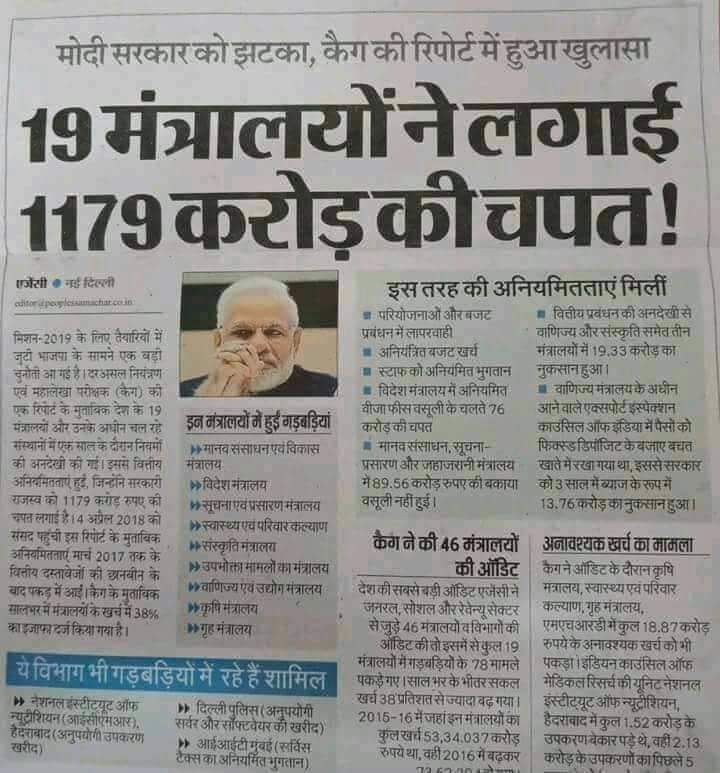 मोदी सरकार को झटका, कैग की रिपोर्ट में हुआ खुलासा
19 मंत्रालयों ने लगाई
1179 करोड़ की चपत!
एजेंसी ● नई दिल्ली
editor@peoplessamachar.co.in
मिशन-2019 के लिए तैयारियों में
जुटी भाजपा के सामने एक बड़ी
चुनौती आ गई है। दरअसल नियंत्रण
एवं महालेखा परीक्षक (कैग) की
एक रिपोर्ट के मुताबिक देश के 19
मंत्रालयों और उनके अधीन चल रहे
संस्थानों में एक साल के दौरान नियमों
की अनदेखी की गई। इससे वित्तीय
अनियमितताएं हुईं, जिन्होंने सरकारी
राजस्व को 1179 करोड़ रुपए की
चपत लगाई है। 4 अप्रैल 2018 को
संसद पहुंची इस रिपोर्ट के मुताबिक
अनियमितताएं मार्च 2017 तक के
वित्तीय दस्तावेजों की छानबीन के
बाद पकड़ में आईं। कैग के मुताबिक
सालभर में मंत्रालयों के खर्च में 38%
का इजाफा दर्ज किया गया है।
इन मंत्रालयों में हुईं गड़बड़ियां
»मानव संसाधन एवं विकास
मंत्रालय
»विदेश मंत्रालय
»सूचना एवं प्रसारण मंत्रालय
»स्वास्थ्य एवं परिवार कल्याण
»संस्कृति मंत्रालय
»उपभोक्ता मामलों का मंत्रालय
»वाणिज्य एवं उद्योग मंत्रालय
»कृषि मंत्रालय
»गृह मंत्रालय
इस तरह की अनियमितताएं मिलीं
■ परियोजनाओं और बजट
प्रबंधन में लापरवाही
■ अनियंत्रित बजट खर्च
■ स्टाफ को अनियमित भुगतान
■ विदेश मंत्रालय में अनियमित
वीजा फीस वसूली के चलते 76
करोड़ की चपत
■ मानव संसाधन, सूचना-
प्रसारण और जहाजरानी मंत्रालय
में 89.56 करोड़ रुपए की बकाया
वसूली नहीं हुई।
■ वित्तीय प्रबंधन की अनदेखी से
वाणिज्य और संस्कृति समेत तीन
मंत्रालयों में 19.33 करोड़ का
नुकसान हुआ।
■ वाणिज्य मंत्रालय के अधीन
आने वाले एक्सपोर्ट इंस्पेक्शन
काउंसिल ऑफ इंडिया में पैसों को
फिक्स्ड डिपॉजिट के बजाए बचत
खाते में रखा गया था, इससे सरकार
को 3 साल में ब्याज के रूप में
13.76 करोड़ का नुकसान हुआ।
कैग ने की 46 मंत्रालयों
की ऑडिट
देश की सबसे बड़ी ऑडिट एजेंसी ने
जनरल, सोशल और रेवेन्यू सेक्टर
से जुड़े 46 मंत्रालयों व विभागों की
ऑडिट की तो इसमें से कुल 19
मंत्रालयों में गड़बड़ियों के 78 मामले
पकड़े गए। साल भर के भीतर सकल
खर्च 38 प्रतिशत से ज्यादा बढ़ गया।
2015-16 में जहां इन मंत्रालयों का
कुल खर्च 53,34,037 करोड़
रुपये था, वही 2016 में बढ़कर
अनावश्यक खर्च का मामला
कैग ने ऑडिट के दौरान कृषि
मंत्रालय, स्वास्थ्य एवं परिवार
कल्याण, गृह मंत्रालय,
एमएचआरडी में कुल 18.87 करोड़
रुपये के अनावश्यक खर्च को भी
पकड़ा। इंडियन काउंसिल ऑफ
मेडिकल रिसर्च की यूनिट नेशनल
इंस्टीट्यूट ऑफ न्यूट्रीशियन,
हैदराबाद में कुल 1.52 करोड़ के
उपकरण बेकार पड़े थे, वहीं 2.13
करोड़ के उपकरणों का पिछले 5
ये विभाग भी गड़बड़ियों में रहे हैं शामिल
» नेशनल इंस्टीट्यूट ऑफ
न्यूट्रीशियन (आईसीएमआर),
हैदराबाद (अनुपयोगी उपकरण
खरीद)
» दिल्ली पुलिस (अनुपयोगी
सर्वर और सॉफ्टवेयर की खरीद)
» आईआईटी मुंबई (सर्विस
टैक्स का अनियमित भुगतान)